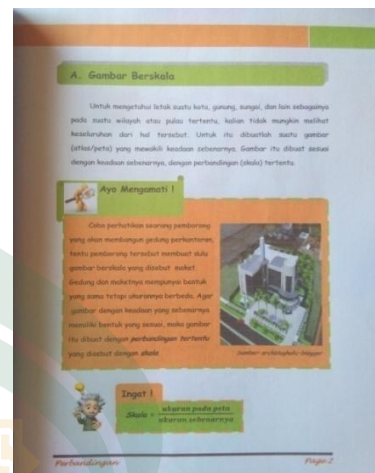 A. Gambar Berskala
Untuk mengetahui letak suatu kota, gunung, sungai, dan lain sebagainya
pada suatu wilayah atau pulau tertentu, kalian tidak mungkin melihat
keseluruhan dari hal tersebut. Untuk itu dibuatlah suatu gambar
(atlas/peta) yang mewakili keadaan sebenarnya. Gambar itu dibuat sesuai
dengan keadaan sebenarnya, dengan perbandingan (skala) tertentu.
Ayo Mengamati !
Coba perhatikan seorang pemborong
yang akan membangun gedung perkantoran,
tentu pemborong tersebut membuat dulu
gambar berskala yang disebut maket.
Gedung dan maketnya mempunyai bentuk
yang sama tetapi ukurannya berbeda. Agar
gambar dengan keadaan yang sebenarnya
memiliki bentuk yang sesuai, maka gambar
itu dibuat dengan perbandingan tertentu
yang disebut dengan skala.
Ingat !
Skala = ukuran pada peta
ukuran sebenarnya
Perbandingan
Page 2